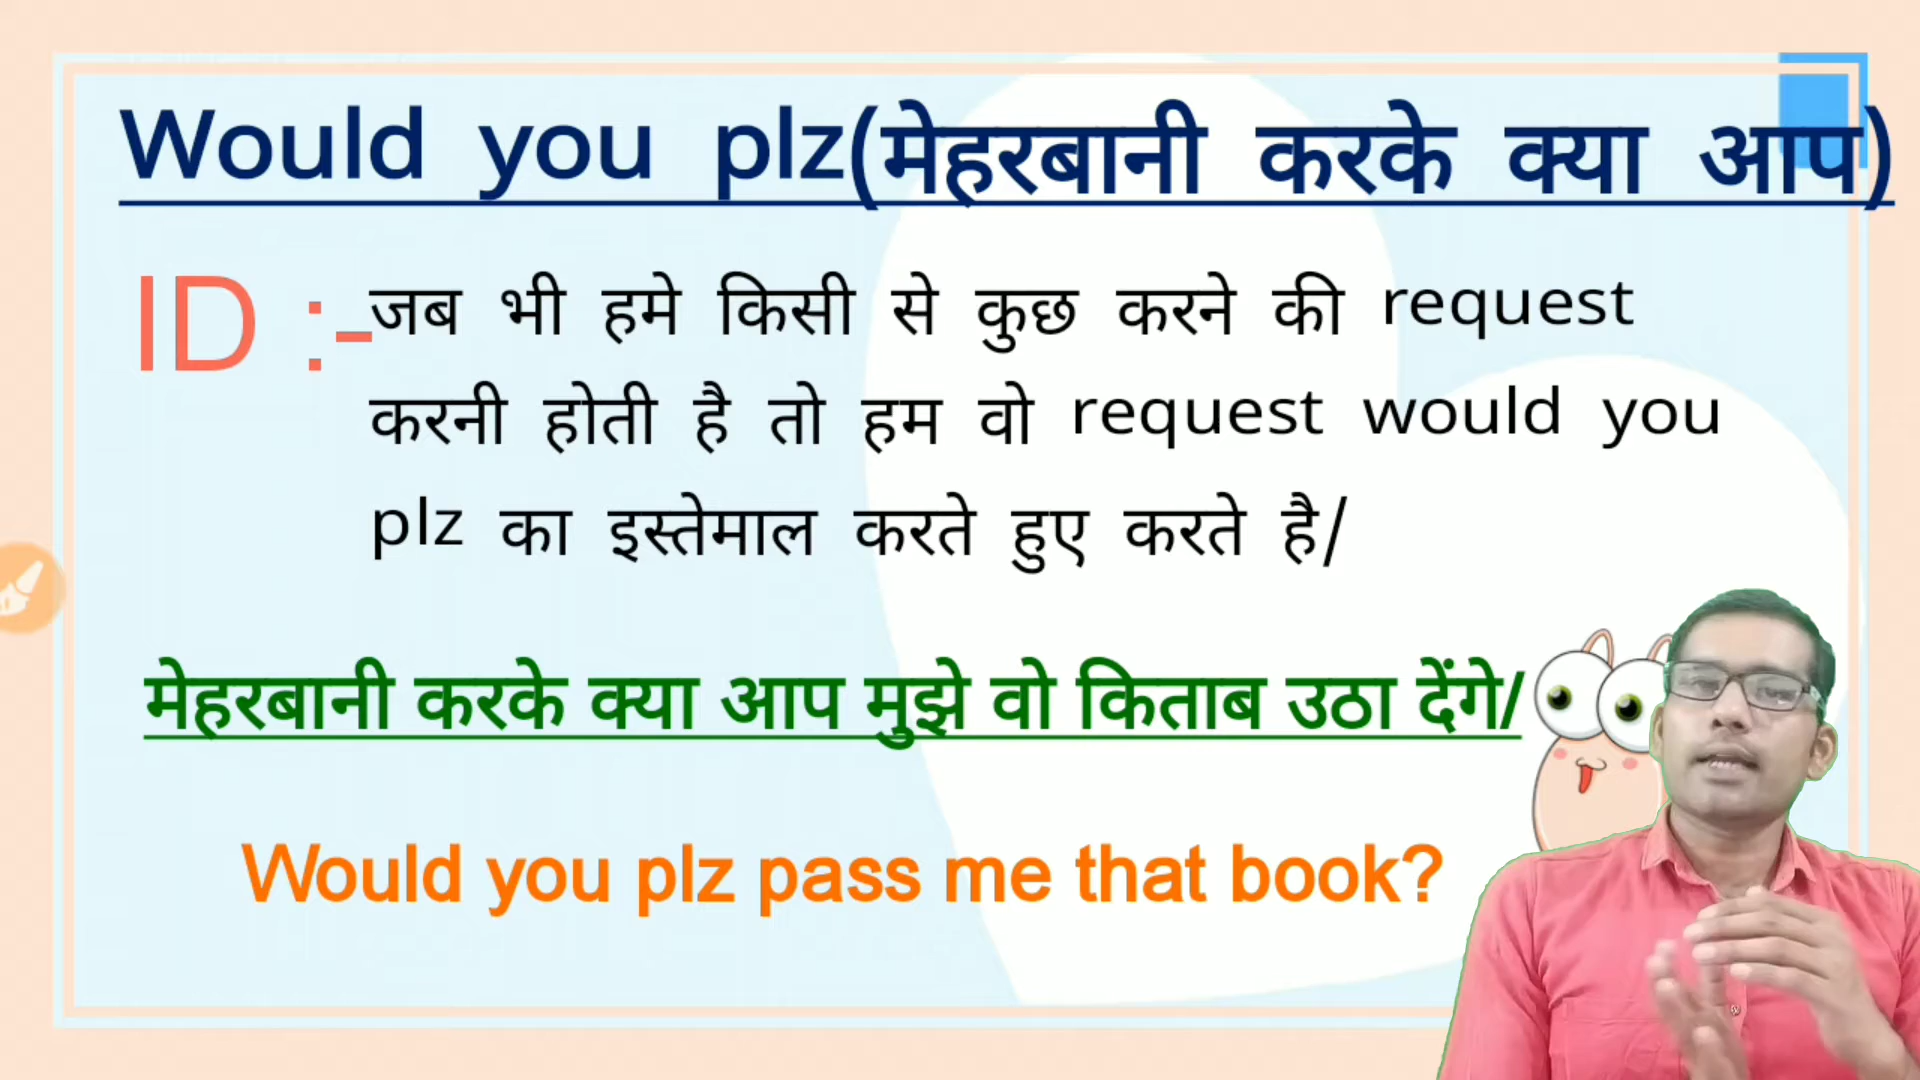 Would you plz(मेहरबानी करके क्या आप)
ID :-जब भी हमे किसी से कुछ करने की request
करनी होती है तो हम वो request would you
plz का इस्तेमाल करते हुए करते है/
मेहरबानी करके क्या आप मुझे वो किताब उठा देंगे/
Would you plz pass me that book?